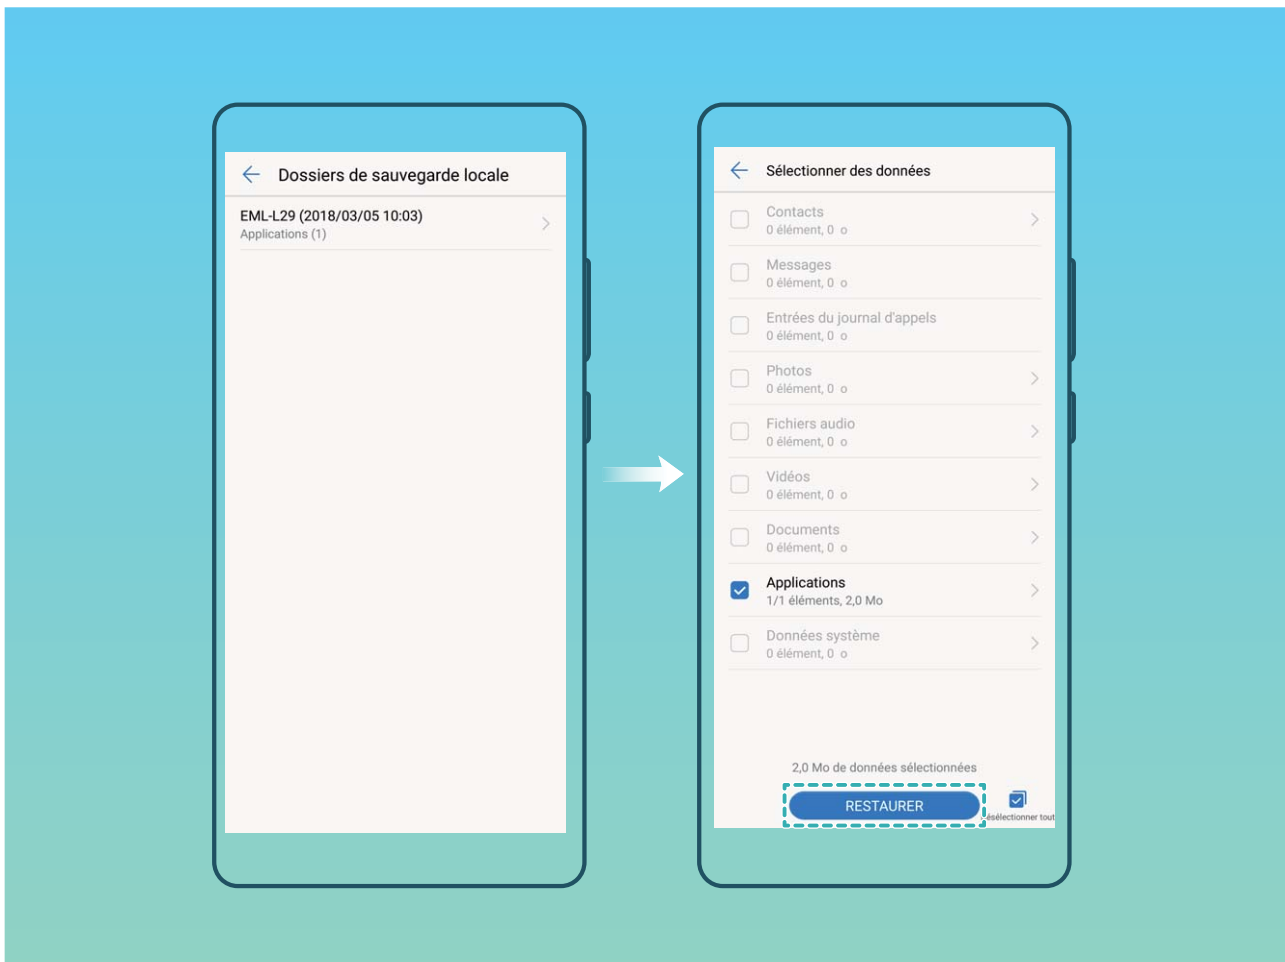 Dossiers de sauvegarde locale
EML-L29 (2018/03/05 10:03)
Applications (1)
Sélectionner des données
Contacts
0 élément, 0 o
Messages
0 élément, 0 o
Entrées du journal d'appels
0 élément, 0 o
Photos
0 élément, 0 o
Fichiers audio
0 élément, 0 o
Vidéos
0 élément, 0 o
Documents
0 élément, 0 o
Applications
1/1 éléments, 2,0 Mo
Données système
0 élément, 0 o
2,0 Mo de données sélectionnées
RESTAURER
ésélectionner tout